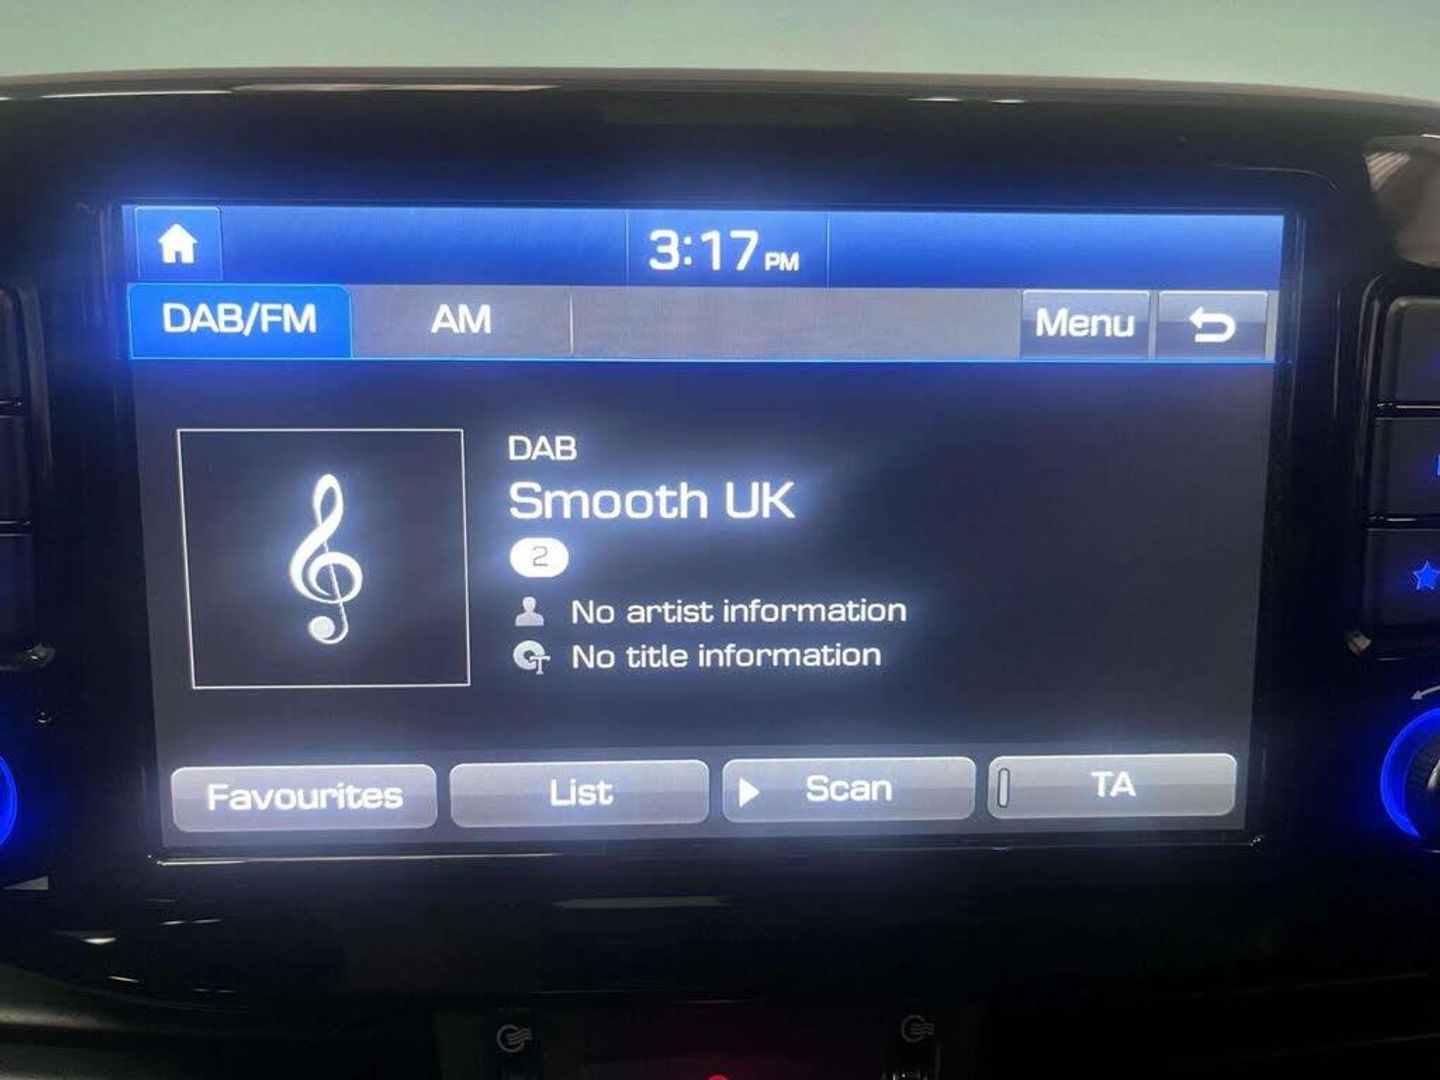 3:17 PM
DAB/FM
AM
Menu
DAB
Smooth UK
2
No artist information
No title information
Favourites
List
Scan
TA